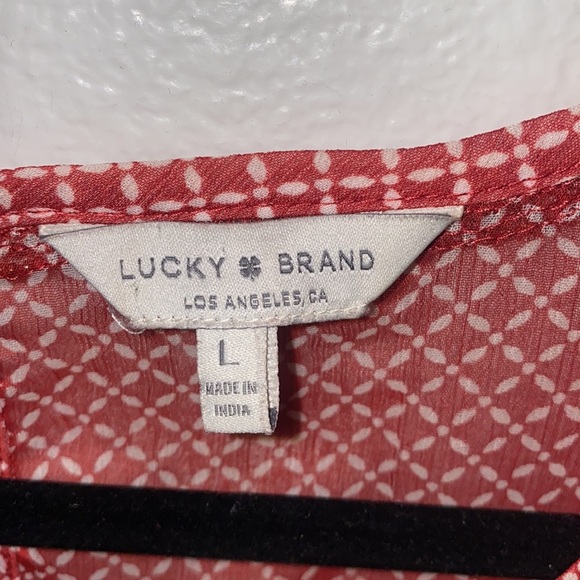 LUCKY BRAND
LOS ANGELES, CA
L
MADE IN
INDIA